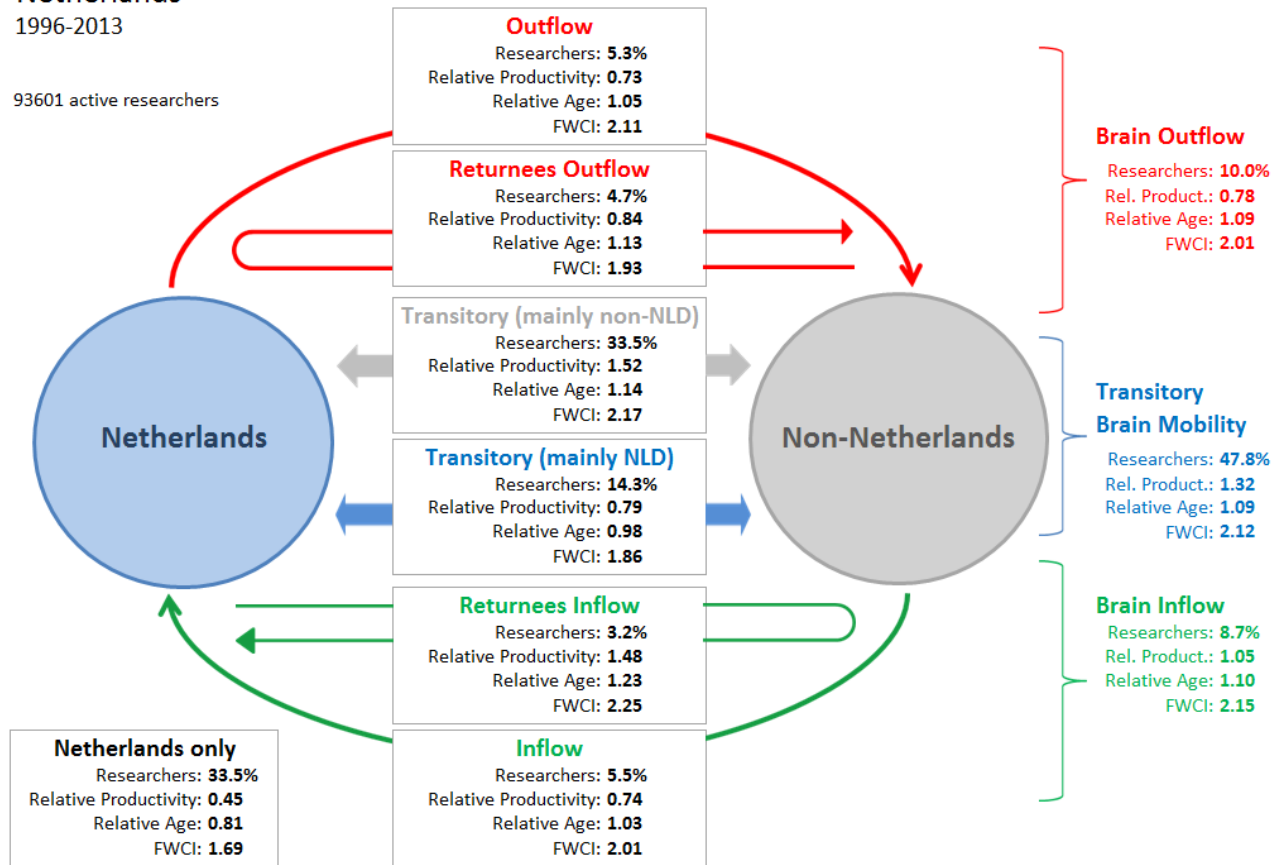 Netherlands
1996-2013
93601 active researchers
Outflow
Researchers: 5.3%
Relative Productivity: 0.73
Relative Age: 1.05
FWCI: 2.11
Returnees Outflow
Researchers: 4.7%
Relative Productivity: 0.84
Relative Age: 1.13
FWCI: 1.93
Brain Outflow
Researchers: 10.0%
Rel. Product.: 0.78
Relative Age: 1.09
FWCI: 2.01
Netherlands
Transitory (mainly non-NLD)
Researchers: 33.5%
Relative Productivity: 1.52
Relative Age: 1.14
FWCI: 2.17
Transitory (mainly NLD)
Researchers: 14.3%
Relative Productivity: 0.79
Relative Age: 0.98
FWCI: 1.86
Non-Netherlands
Transitory
Brain Mobility
Researchers: 47.8%
Rel. Product.: 1.32
Relative Age: 1.09
FWCI: 2.12
Returnees Inflow
Researchers: 3.2%
Relative Productivity: 1.48
Relative Age: 1.23
FWCI: 2.25
Brain Inflow
Researchers: 8.7%
Rel. Product.: 1.05
Relative Age: 1.10
FWCI: 2.15
Netherlands only
Researchers: 33.5%
Relative Productivity: 0.45
Relative Age: 0.81
FWCI: 1.69
Inflow
Researchers: 5.5%
Relative Productivity: 0.74
Relative Age: 1.03
FWCI: 2.01